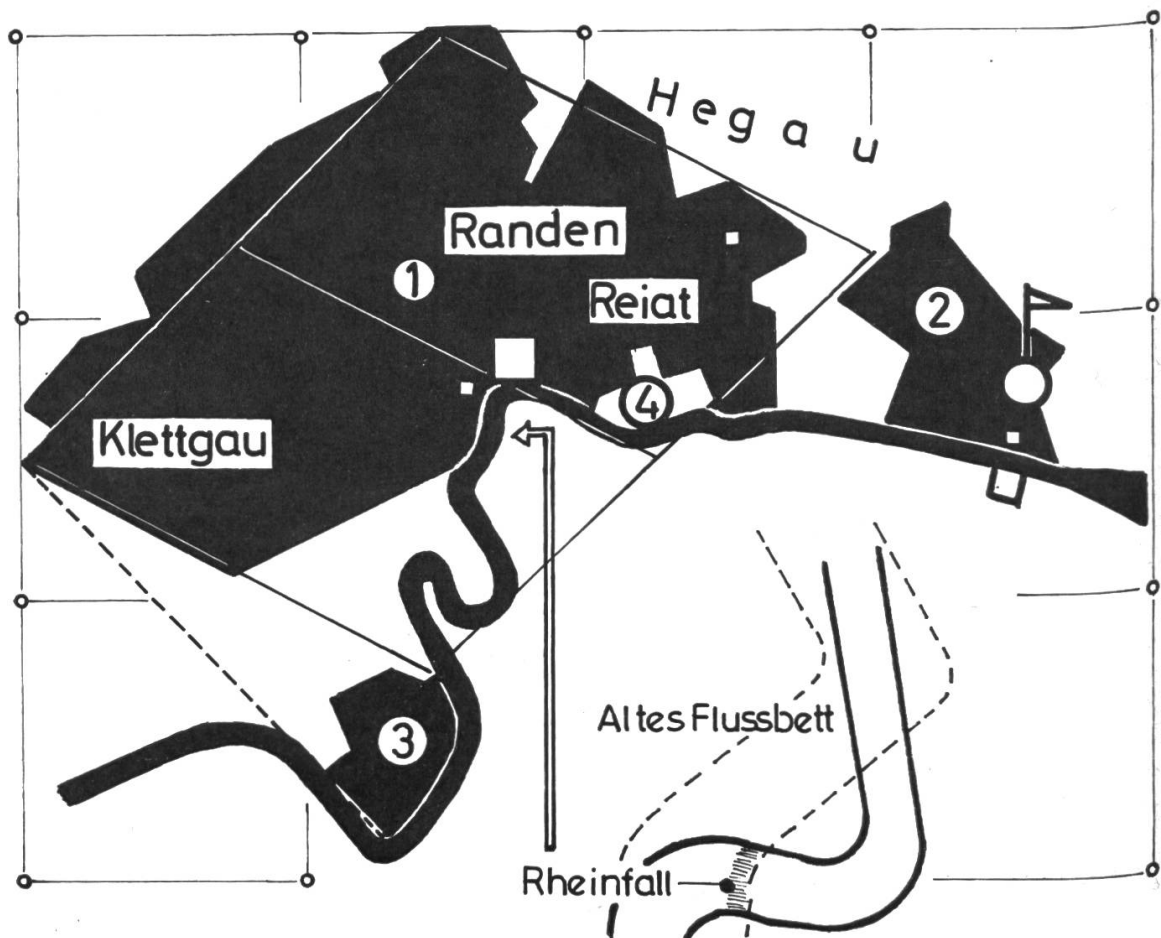 Hegau
Randen
1
Reiat
2
4
Klettgau
3
Altes Flussbett
Rheinfall